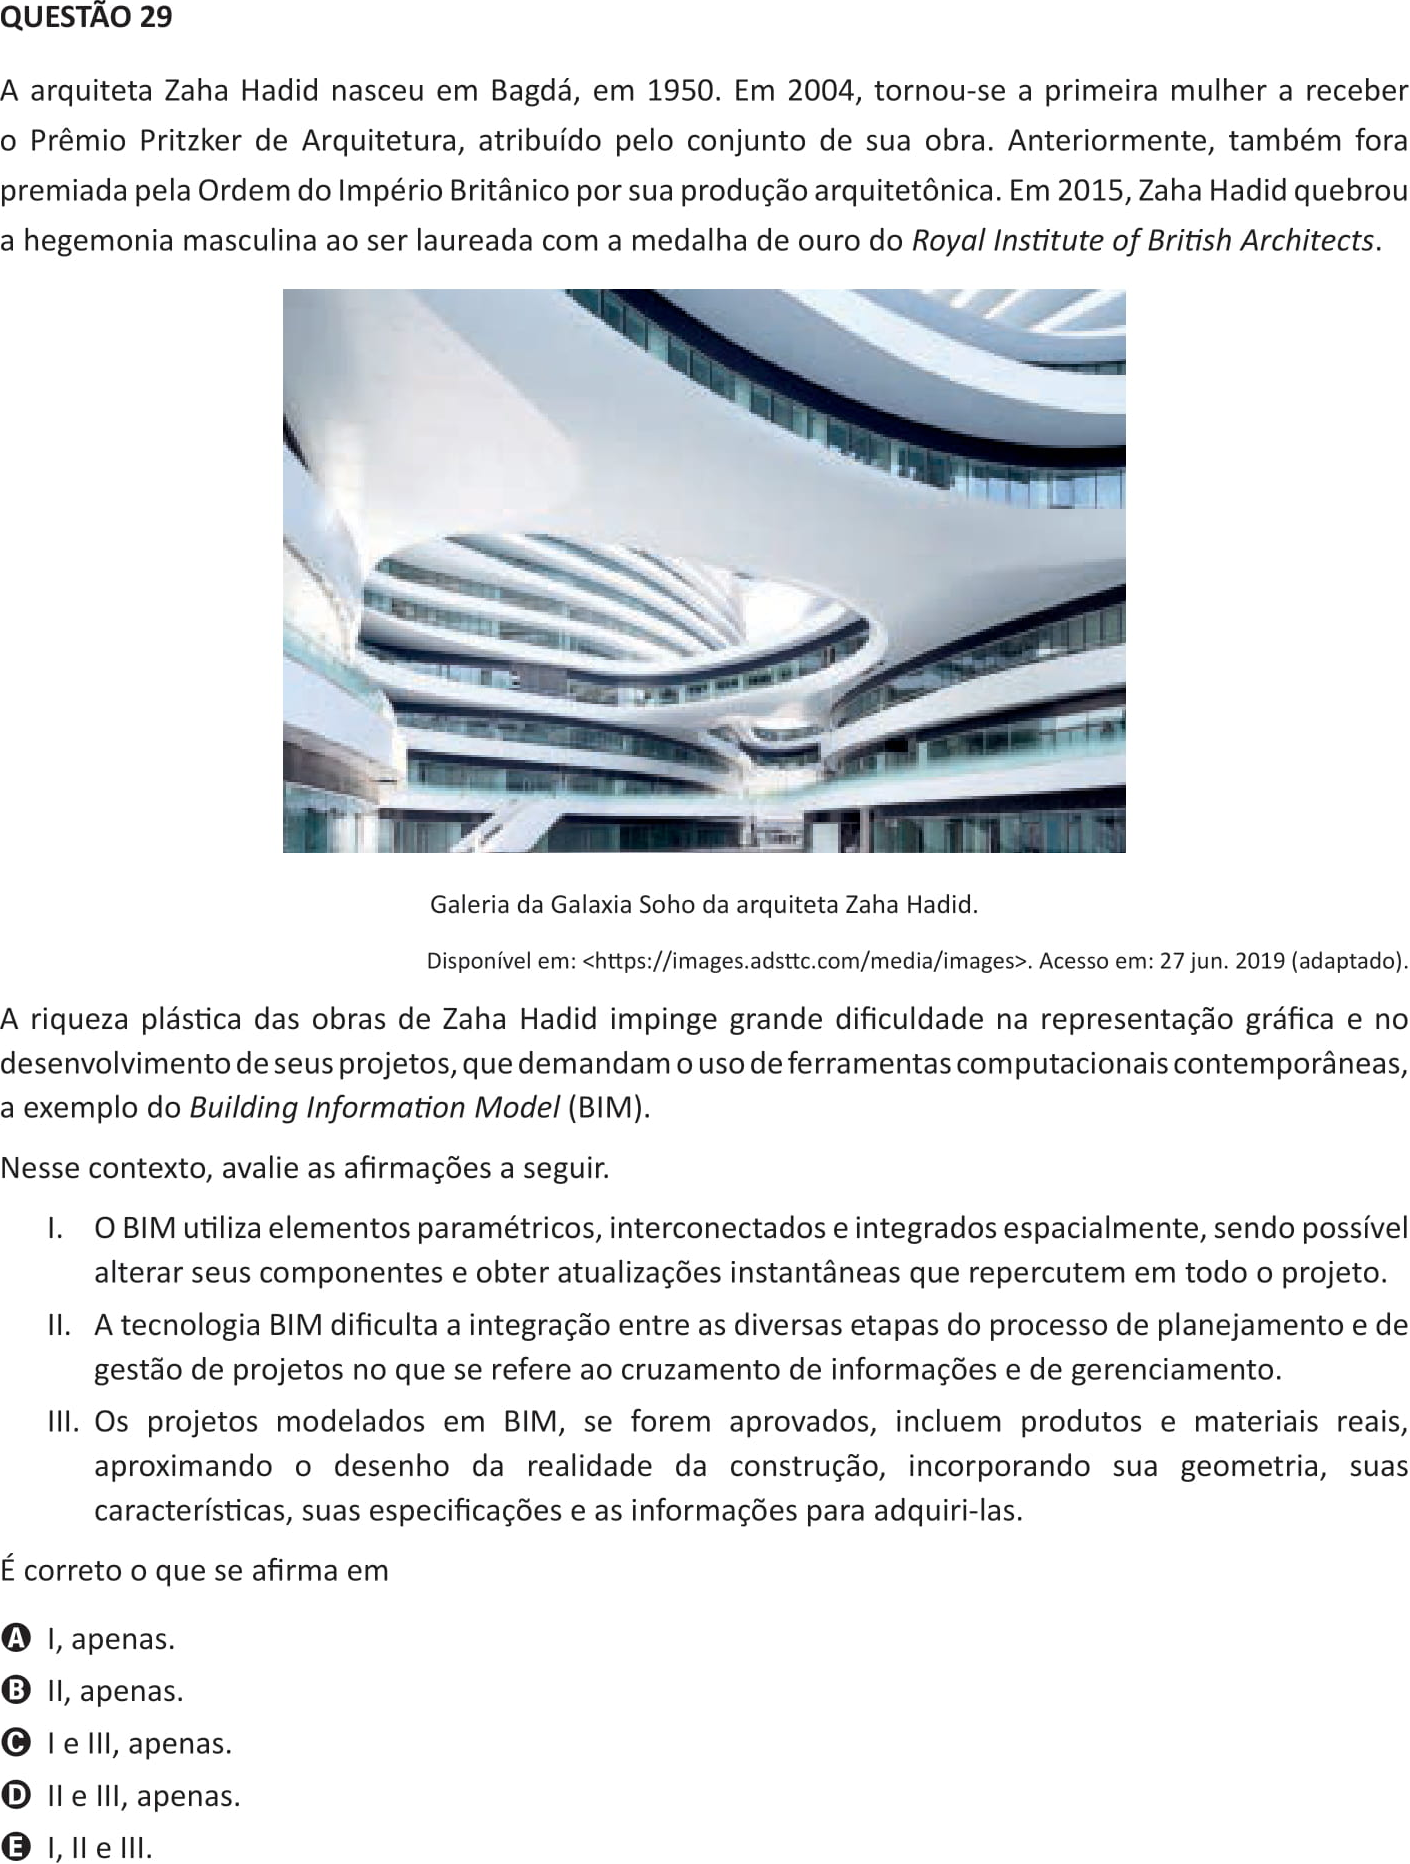 QUESTÃO 29
A arquiteta Zaha Hadid nasceu em Bagdá, em 1950. Em 2004, tornou-se a primeira mulher a receber
o Prêmio Pritzker de Arquitetura, atribuído pelo conjunto de sua obra. Anteriormente, também fora
premiada pela Ordem do Império Britânico por sua produção arquitetônica. Em 2015, Zaha Hadid quebrou
a hegemonia masculina ao ser laureada com a medalha de ouro do Royal Institute of British Architects.
Galeria da Galaxia Soho da arquiteta Zaha Hadid.
Disponível em: <https://images.adsttc.com/media/images>. Acesso em: 27 jun. 2019 (adaptado).
A riqueza plástica das obras de Zaha Hadid impinge grande dificuldade na representação gráfica e no
desenvolvimento de seus projetos, que demandam o uso de ferramentas computacionais contemporâneas,
a exemplo do Building Information Model (BIM).
Nesse contexto, avalie as afirmações a seguir.
I. O BIM utiliza elementos paramétricos, interconectados e integrados espacialmente, sendo possível
alterar seus componentes e obter atualizações instantâneas que repercutem em todo o projeto.
II. A tecnologia BIM dificulta a integração entre as diversas etapas do processo de planejamento e de
gestão de projetos no que se refere ao cruzamento de informações e de gerenciamento.
III. Os projetos modelados em BIM, se forem aprovados, incluem produtos e materiais reais,
aproximando o desenho da realidade da construção, incorporando sua geometria, suas
características, suas especificações e as informações para adquiri-las.
É correto o que se afirma em
A I, apenas.
B II, apenas.
C I e III, apenas.
D II e III, apenas.
E I, II e III.